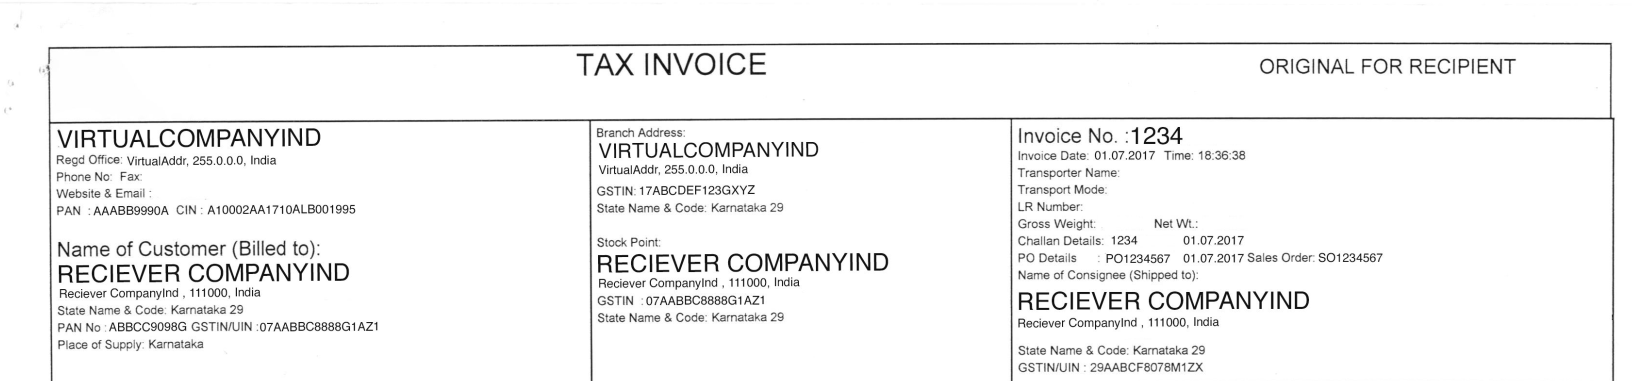 TAX INVOICE
ORIGINAL FOR RECIPIENT
VIRTUALCOMPANYIND
Regd Office: VirtualAddr, 255.0.0.0, India
Phone No: Fax:
Website & Email :
PAN : AAABB9990A CIN : A10002AA1710ALB001995
Name of Customer (Billed to):
RECIEVER COMPANYIND
Reciever CompanyInd , 111000, India
State Name & Code: Karnataka 29
PAN No : ABBCC9098G GSTIN/UIN :07AABBC8888G1AZ1
Place of Supply: Karnataka
Branch Address:
VIRTUALCOMPANYIND
VirtualAddr, 255.0.0.0, India
GSTIN: 17ABCDEF123GXYZ
State Name & Code: Karnataka 29
Stock Point:
RECIEVER COMPANYIND
Reciever CompanyInd , 111000, India
GSTIN : 07AABBC8888G1AZ1
State Name & Code: Karnataka 29
Invoice No. :1234
Invoice Date: 01.07.2017 Time: 18:36:38
Transporter Name:
Transport Mode:
LR Number:
Gross Weight: Net Wt.:
Challan Details: 1234 01.07.2017
PO Details : PO1234567 01.07.2017 Sales Order: SO1234567
Name of Consignee (Shipped to):
RECIEVER COMPANYIND
Reciever CompanyInd , 111000, India
State Name & Code: Karnataka 29
GSTIN/UIN : 29AABCF8078M1ZX